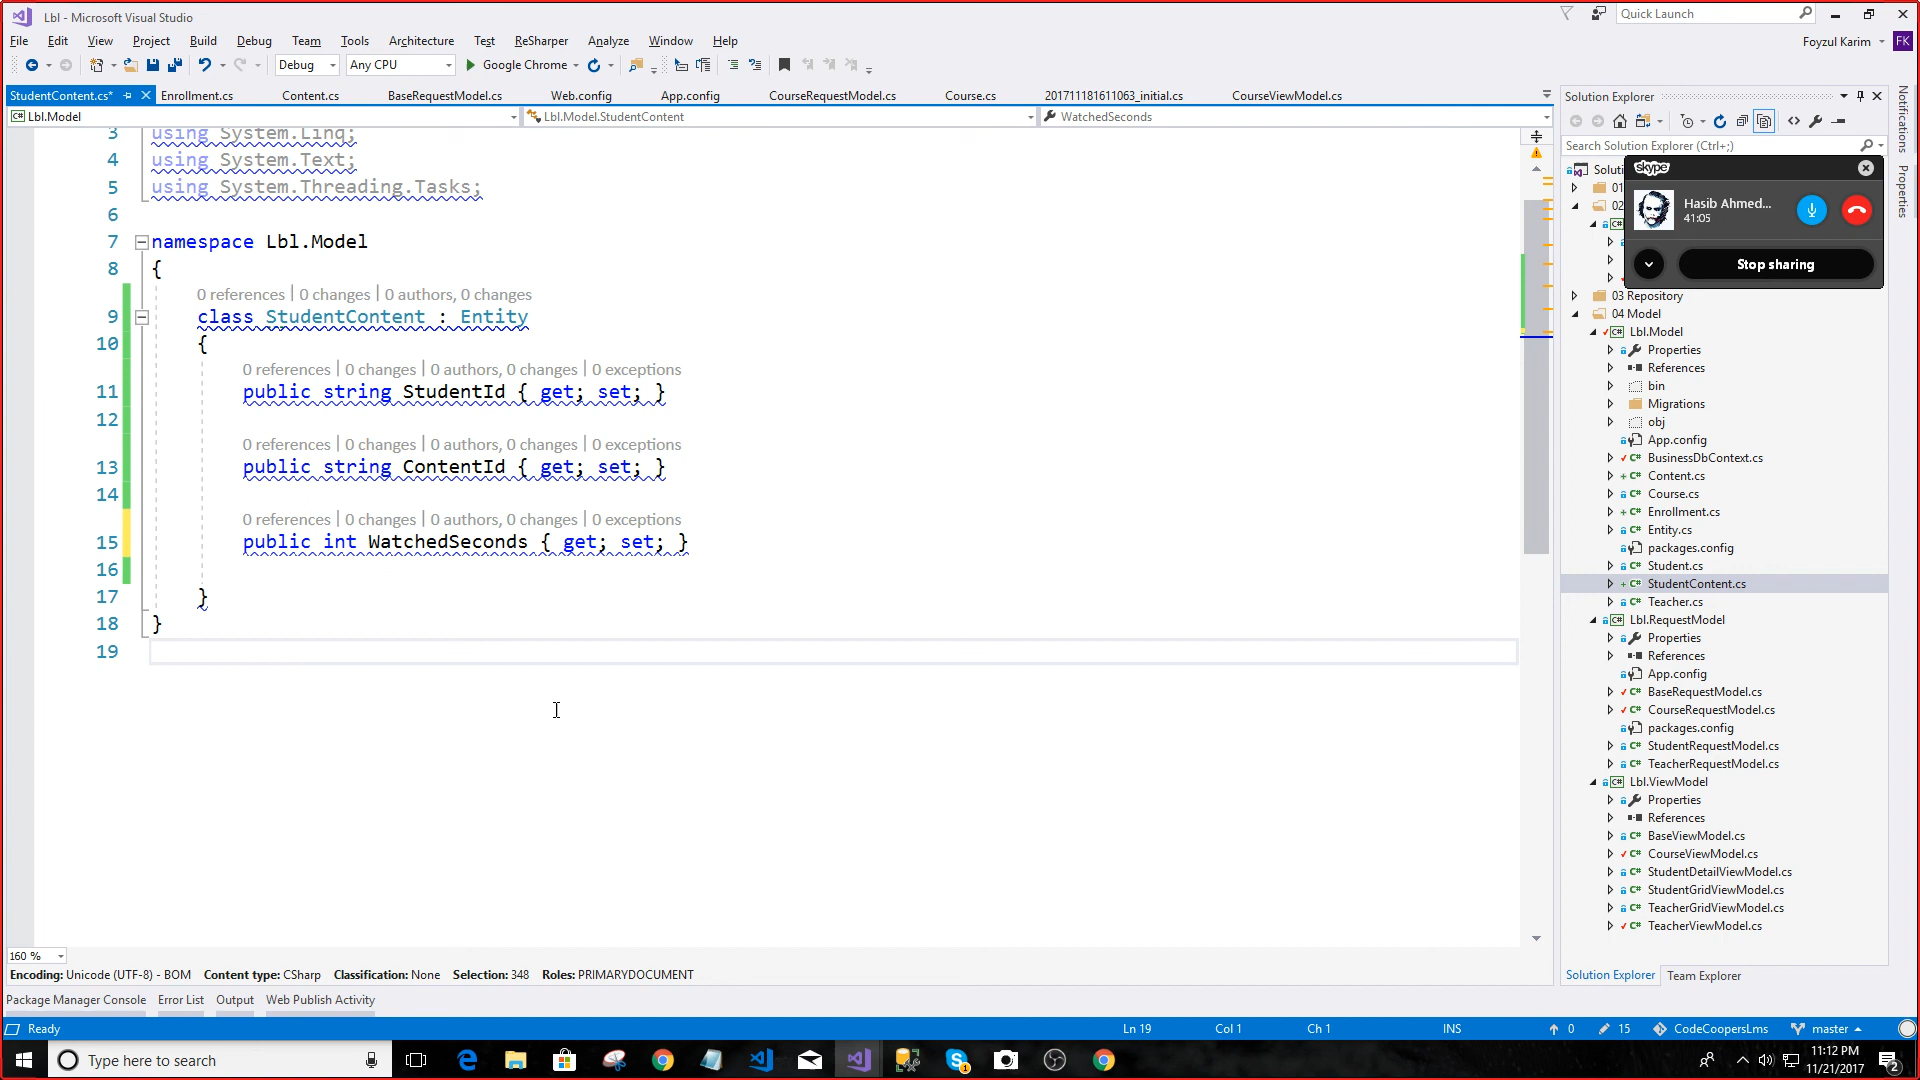 Lbl - Microsoft Visual Studio
Quick Launch
File Edit View Project Build Debug Team Tools Architecture Test ReSharper Analyze Window Help
Foyzul Karim FK
Debug Any CPU Google Chrome
StudentContent.cs* Enrollment.cs Content.cs BaseRequestModel.cs Web.config App.config CourseRequestModel.cs Course.cs 201711181611063_initial.cs CourseViewModel.cs
Lbl.Model Lbl.Model.StudentContent WatchedSeconds
3 using System.Linq;
4 using System.Text;
5 using System.Threading.Tasks;
6
7 namespace Lbl.Model
8 {
0 references | 0 changes | 0 authors, 0 changes
9 class StudentContent : Entity
10 {
0 references | 0 changes | 0 authors, 0 changes | 0 exceptions
11 public string StudentId { get; set; }
12
0 references | 0 changes | 0 authors, 0 changes | 0 exceptions
13 public string ContentId { get; set; }
14
0 references | 0 changes | 0 authors, 0 changes | 0 exceptions
15 public int WatchedSeconds { get; set; }
16
17 }
18 }
19
160 %
Encoding: Unicode (UTF-8) - BOM Content type: CSharp Classification: None Selection: 348 Roles: PRIMARYDOCUMENT
Package Manager Console Error List Output Web Publish Activity
Solution Explorer
Search Solution Explorer (Ctrl+;)
skype
Hasib Ahmed...
41:05
Stop sharing
Soluti
01
02
03 Repository
04 Model
Lbl.Model
Properties
References
bin
Migrations
obj
App.config
BusinessDbContext.cs
Content.cs
Course.cs
Enrollment.cs
Entity.cs
packages.config
Student.cs
StudentContent.cs
Teacher.cs
Lbl.RequestModel
Properties
References
App.config
BaseRequestModel.cs
CourseRequestModel.cs
packages.config
StudentRequestModel.cs
TeacherRequestModel.cs
Lbl.ViewModel
Properties
References
BaseViewModel.cs
CourseViewModel.cs
StudentDetailViewModel.cs
StudentGridViewModel.cs
TeacherGridViewModel.cs
TeacherViewModel.cs
Solution Explorer Team Explorer
Notifications
Properties
Ready Ln 19 Col 1 Ch 1 INS 0 15 CodeCoopersLms master
Type here to search
11:12 PM
11/21/2017
2